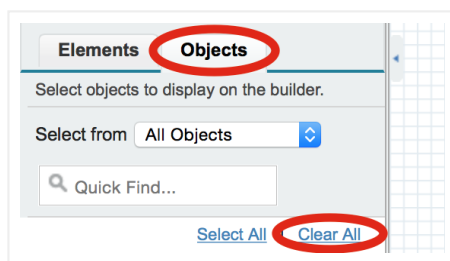 Elements Objects
Select objects to display on the builder.
Select from All Objects
Quick Find...
Select All Clear All